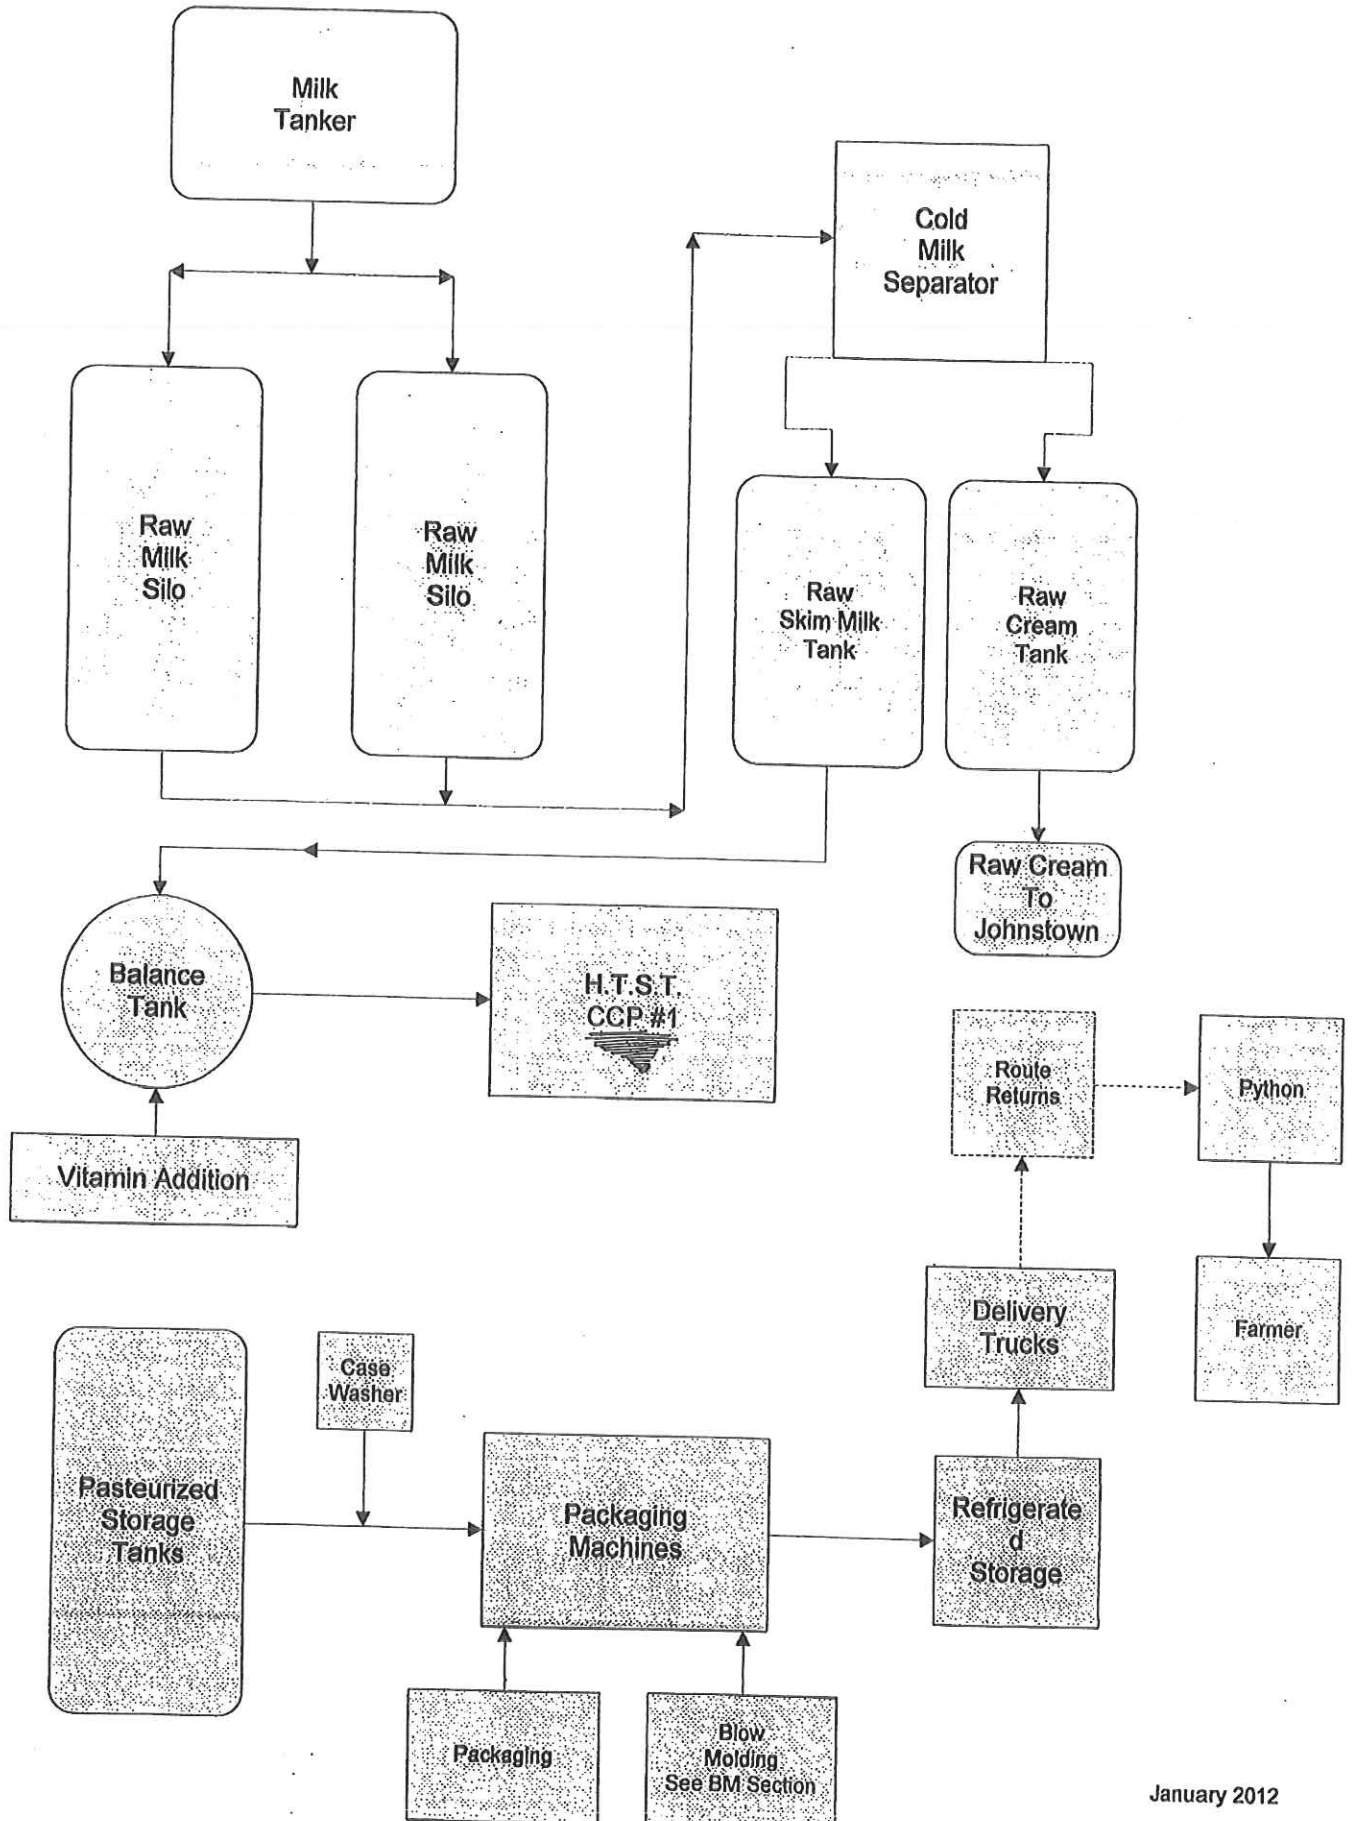 Milk
Tanker
Cold
Milk
Separator
Raw
Milk
Silo
Raw
Milk
Silo
Raw
Skim Milk
Tank
Raw
Cream
Tank
Raw Cream
To
Johnstown
Balance
Tank
H.T.S.T.
CCP #1
Route
Returns
Python
Vitamin Addition
Delivery
Trucks
Farmer
Case
Washer
Pasteurized
Storage
Tanks
Packaging
Machines
Refrigerate
d
Storage
Packaging
Blow
Molding
See BM Section
January 2012